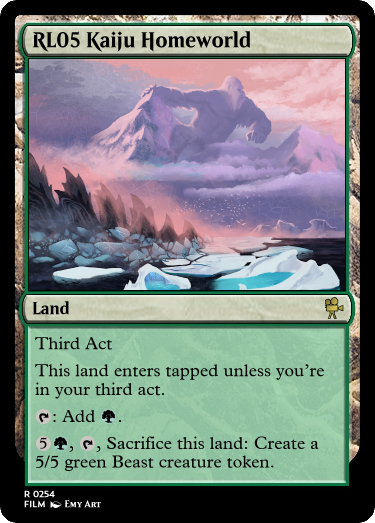 RL05 Kaiju Homeworld
Land
Third Act
This land enters tapped unless you're
in your third act.
: Add .
5 , , Sacrifice this land: Create a
5/5 green Beast creature token.
R 0254
FILM Emy Art